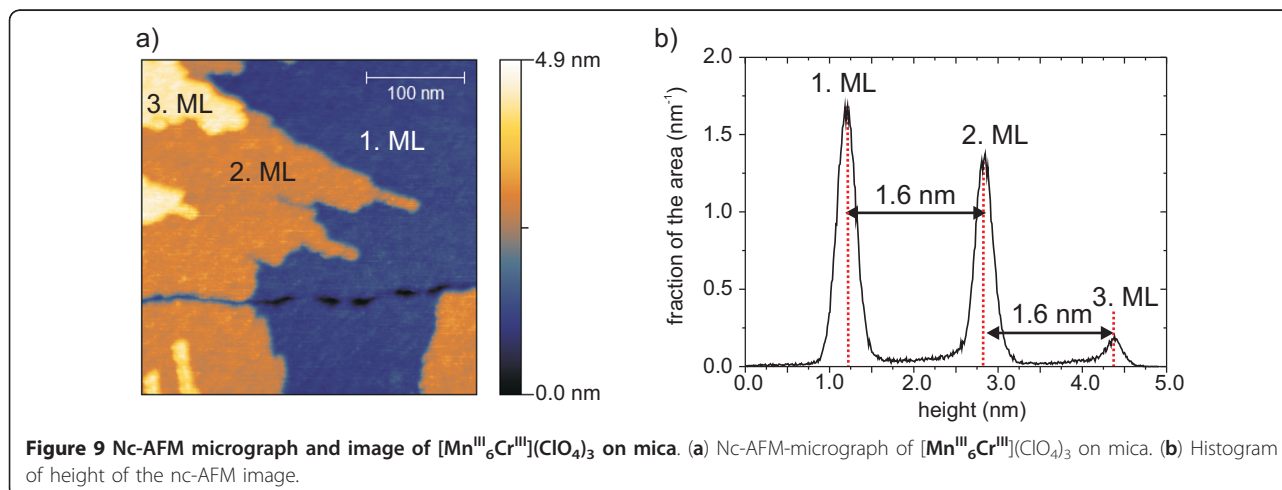 a)
4.9 nm
100 nm
3. ML
1. ML
2. ML
0.0 nm
b)
2.0
1.5
1.0
0.5
0.0
fraction of the area (nm⁻¹)
1. ML
2. ML
1.6 nm
3. ML
1.6 nm
0.0 1.0 2.0 3.0 4.0 5.0
height (nm)
Figure 9 Nc-AFM micrograph and image of [Mnᴵᴵᴵ₆Crᴵᴵᴵ](ClO₄)₃ on mica. (a) Nc-AFM-micrograph of [Mnᴵᴵᴵ₆Crᴵᴵᴵ](ClO₄)₃ on mica. (b) Histogram
of height of the nc-AFM image.